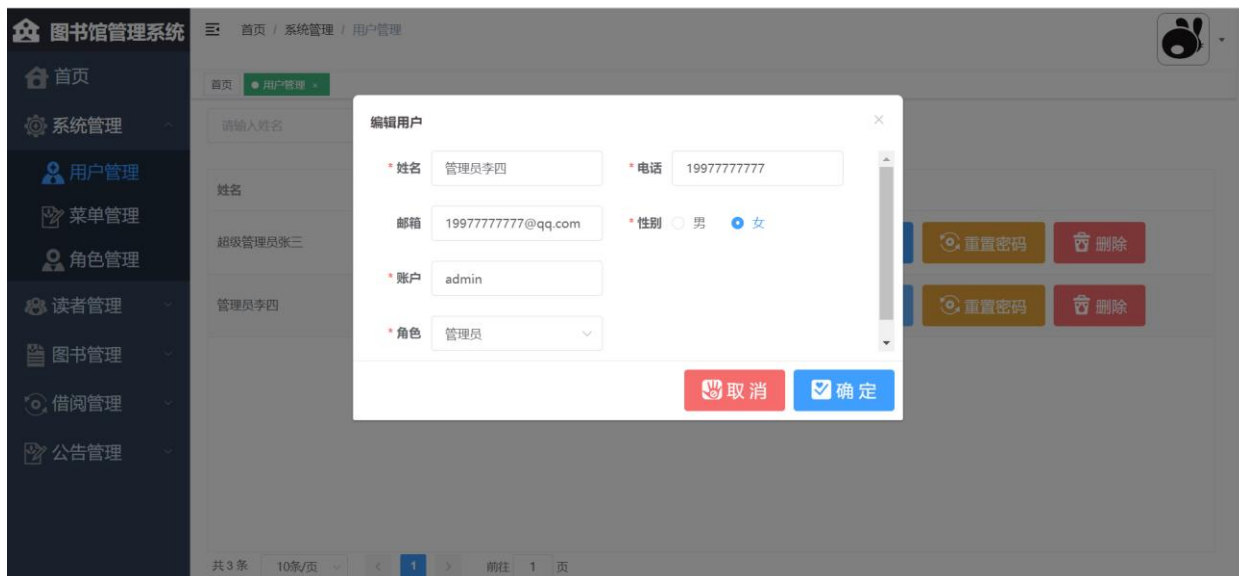 图书馆管理系统
首页 / 系统管理 / 用户管理
首页
首页
用户管理 ×
系统管理
请输入姓名
用户管理
菜单管理
角色管理
读者管理
图书管理
借阅管理
公告管理
姓名
超级管理员张三
重置密码
删除
管理员李四
重置密码
删除
编辑用户 ×
* 姓名 管理员李四 * 电话 19977777777
邮箱 19977777777@qq.com * 性别 男 女
* 账户 admin
* 角色 管理员
取 消
确 定
共 3 条 10条/页 < 1 > 前往 1 页